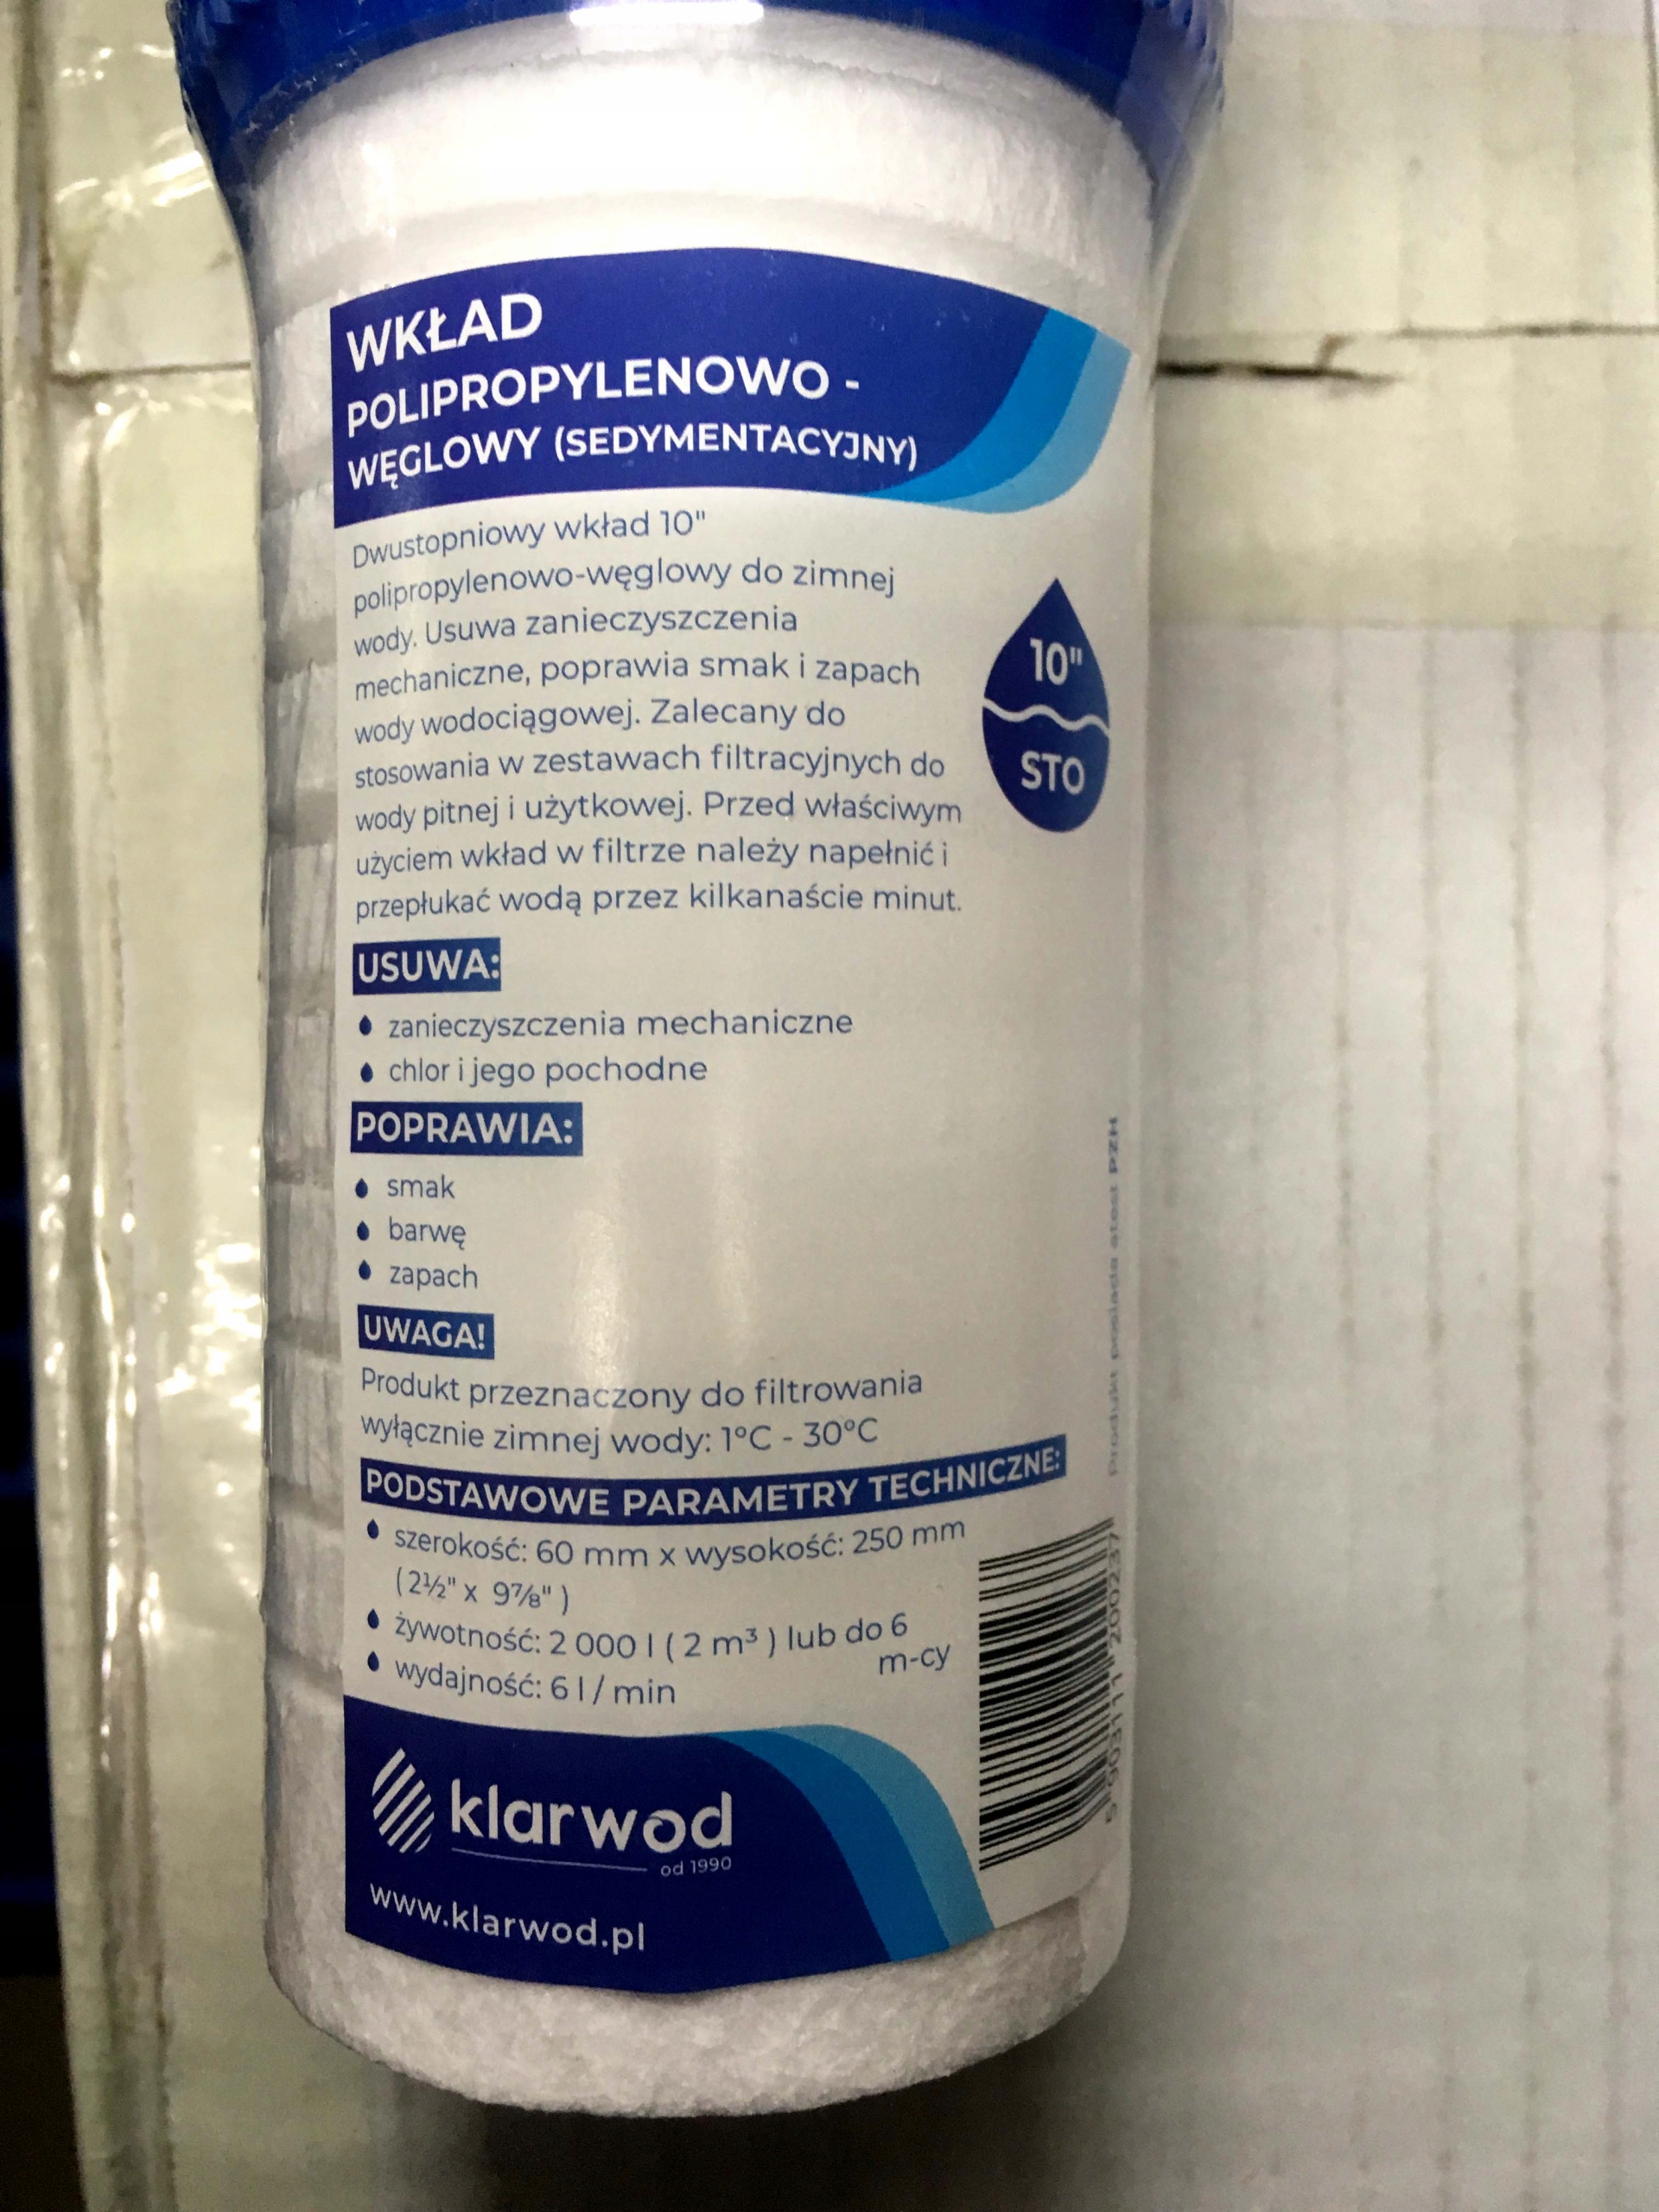 WKŁAD
POLIPROPYLENOWO -
WĘGLOWY (SEDYMENTACYJNY)
Dwustopniowy wkład 10"
polipropylenowo-węglowy do zimnej
wody. Usuwa zanieczyszczenia
mechaniczne, poprawia smak i zapach
wody wodociągowej. Zalecany do
stosowania w zestawach filtracyjnych do
wody pitnej i użytkowej. Przed właściwym
użyciem wkład w filtrze należy napełnić i
przepłukać wodą przez kilkanaście minut.
10"
STO
USUWA:
zanieczyszczenia mechaniczne
chlor i jego pochodne
POPRAWIA:
smak
barwę
zapach
UWAGA!
Produkt przeznaczony do filtrowania
wyłącznie zimnej wody: 1°C - 30°C
PODSTAWOWE PARAMETRY TECHNICZNE:
szerokość: 60 mm x wysokość: 250 mm
(2½" x 9⅞" )
żywotność: 2 000 l ( 2 m³ ) lub do 6
m-cy
wydajność: 6 l / min
Produkt posiada atest PZH
5 903111 200237
klarwod
od 1990
www.klarwod.pl